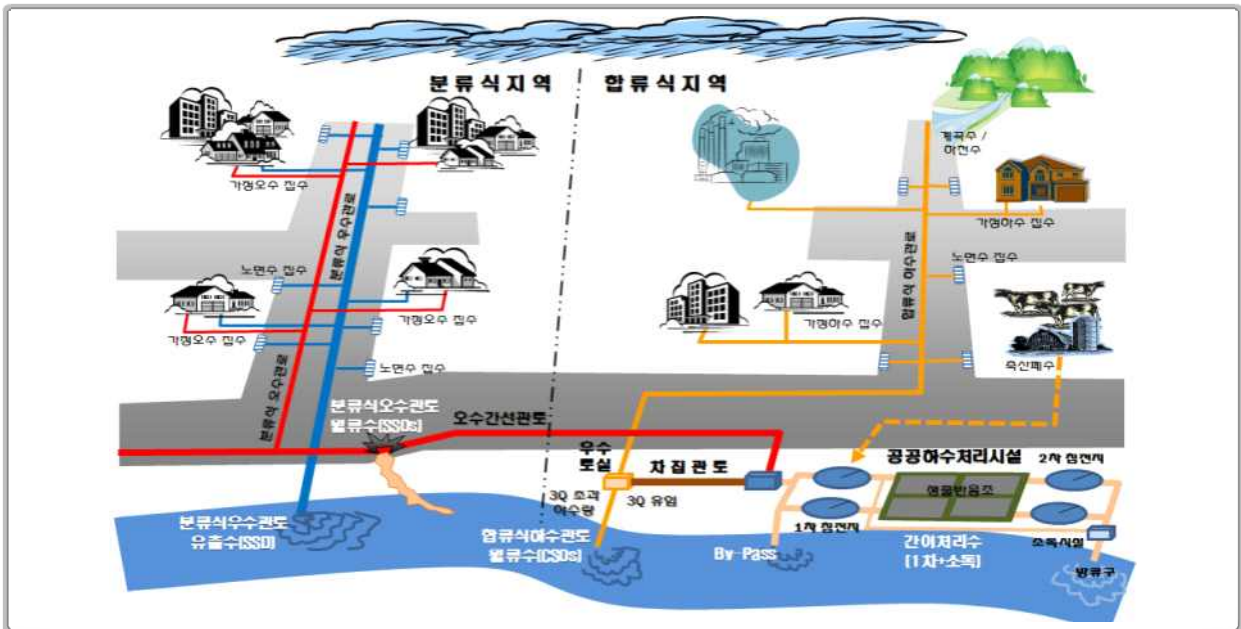 분류식지역
합류식지역
계곡수 /
하천수
가정오수 집수
가정하수 집수
분류식 우수관로
합류식 하수관로
노면수 집수
노면수 집수
가정오수 집수
가정오수 집수
가정하수 집수
축산폐수
노면수 집수
분류식 오수관로
분류식오수관로
월류수(SSOs)
오수간선관로
우수
토실
차집관로
공공하수처리시설
2차 침전지
생물반응조
3Q 초과
하수량
3Q 유입
1차 침전지
분류식우수관로
유출수(SSD)
합류식하수관로
월류수(CSOs)
By-Pass
간이처리수
(1차+소독)
소독시설
방류구